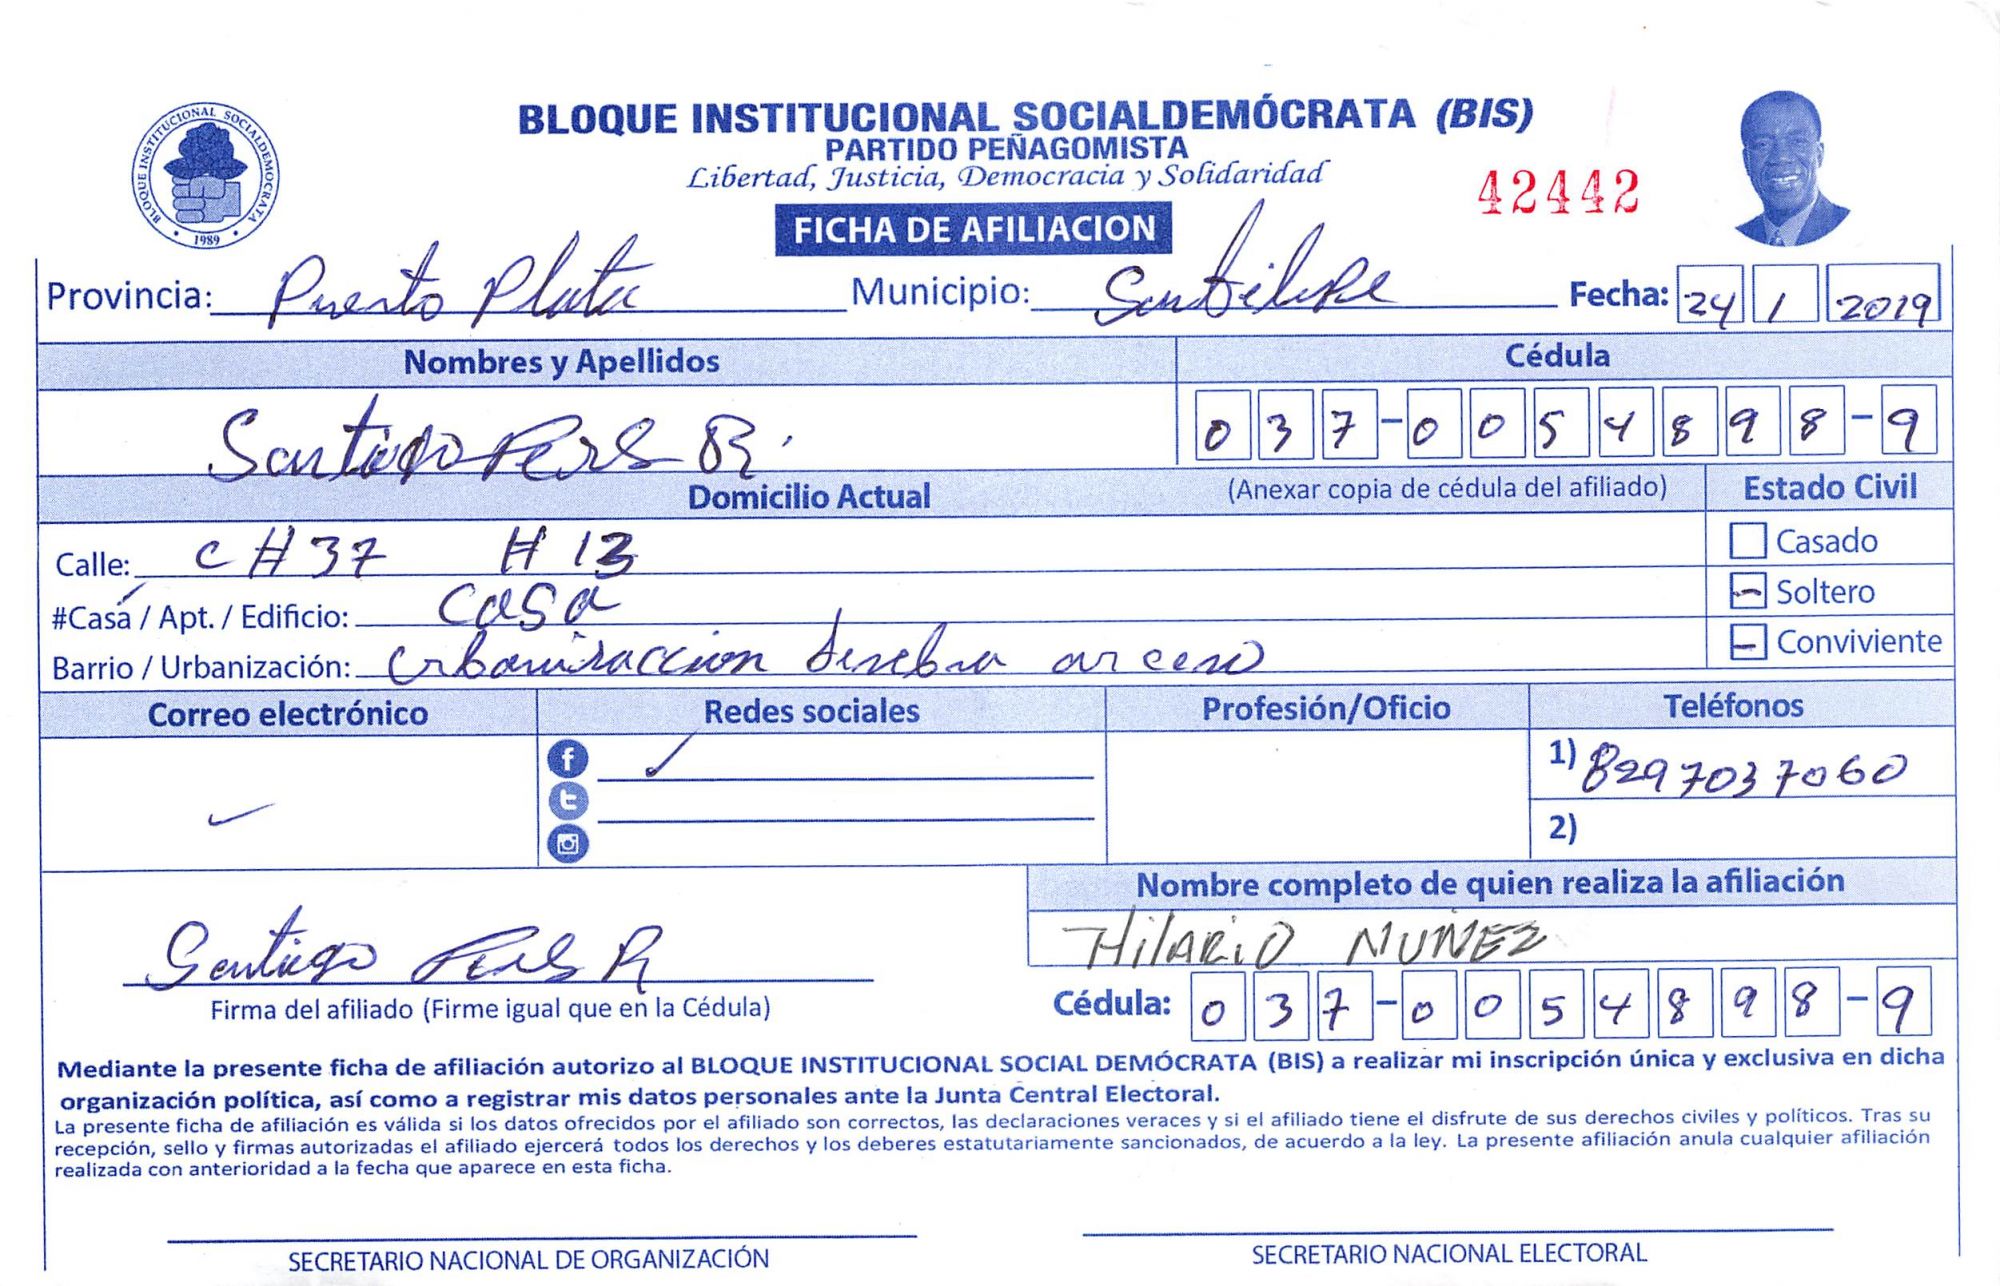 BLOQUE INSTITUCIONAL SOCIALDEMOCRATA
1989
BLOQUE INSTITUCIONAL SOCIALDEMÓCRATA (BIS)
PARTIDO PEÑAGOMISTA
Libertad, Justicia, Democracia y Solidaridad
42442
FICHA DE AFILIACION
Provincia: Puerto Plata Municipio: Fecha: 24 1 2019
Nombres y Apellidos Cédula
Santiago R. 037-0054898-9
Domicilio Actual (Anexar copia de cédula del afiliado) Estado Civil
Calle: C # 37 # 13 Casado
#Casa / Apt. / Edificio: Casa Soltero
Barrio / Urbanización: Urbanisaccion Conviviente
Correo electrónico Redes sociales Profesión/Oficio Teléfonos
1) 8297037060
2)
Nombre completo de quien realiza la afiliación
Hilario Nuñez
Santiago R
Firma del afiliado (Firme igual que en la Cédula) Cédula: 037-0054898-9
Mediante la presente ficha de afiliación autorizo al BLOQUE INSTITUCIONAL SOCIAL DEMÓCRATA (BIS) a realizar mi inscripción única y exclusiva en dicha
organización política, así como a registrar mis datos personales ante la Junta Central Electoral.
La presente ficha de afiliación es válida si los datos ofrecidos por el afiliado son correctos, las declaraciones veraces y si el afiliado tiene el disfrute de sus derechos civiles y políticos. Tras su
recepción, sello y firmas autorizadas el afiliado ejercerá todos los derechos y los deberes estatutariamente sancionados, de acuerdo a la ley. La presente afiliación anula cualquier afiliación
realizada con anterioridad a la fecha que aparece en esta ficha.
SECRETARIO NACIONAL DE ORGANIZACIÓN SECRETARIO NACIONAL ELECTORAL